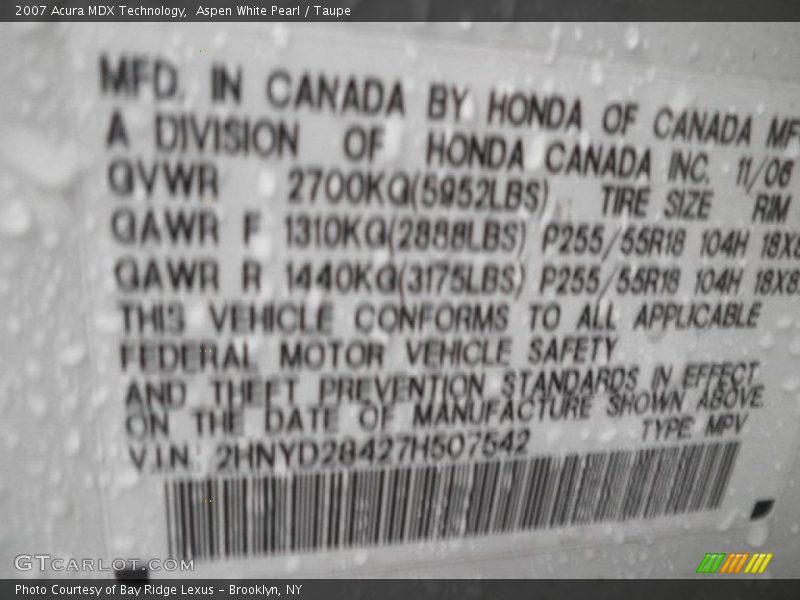 2007 Acura MDX Technology, Aspen White Pearl / Taupe
MFD. IN CANADA BY HONDA OF CANADA MFG
A DIVISION OF HONDA CANADA INC. 11/06
GVWR 2700KG(5952LBS) TIRE SIZE RIM
GAWR F 1310KG(2888LBS) P255/55R18 104H 18X8
GAWR R 1440KG(3175LBS) P255/55R18 104H 18X8
THIS VEHICLE CONFORMS TO ALL APPLICABLE
FEDERAL MOTOR VEHICLE SAFETY
AND THEFT PREVENTION STANDARDS IN EFFECT
ON THE DATE OF MANUFACTURE SHOWN ABOVE.
V.I.N. 2HNYD28427H507542 TYPE MPV
GTCARLOT.COM
Photo Courtesy of Bay Ridge Lexus - Brooklyn, NY